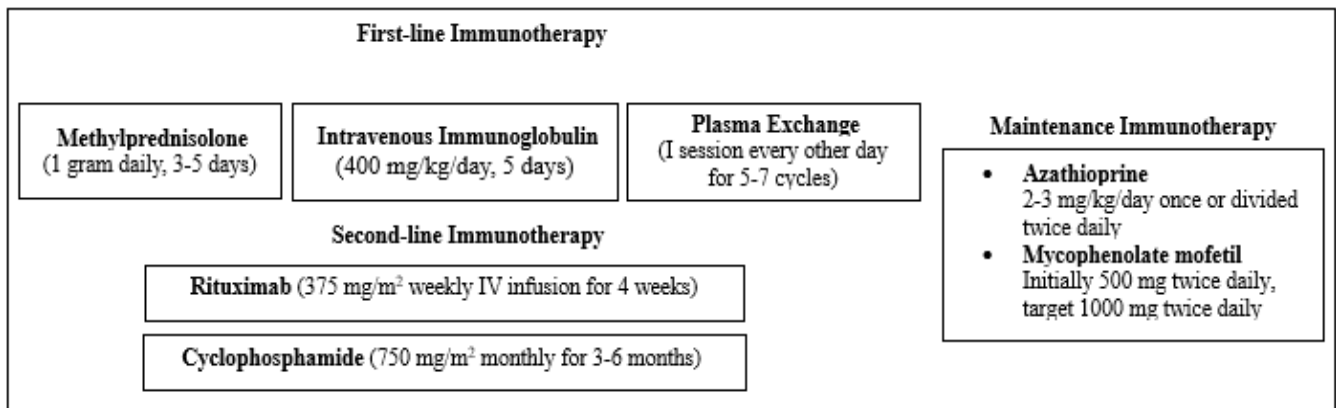 First-line Immunotherapy
Methylprednisolone
(1 gram daily, 3-5 days)
Intravenous Immunoglobulin
(400 mg/kg/day, 5 days)
Plasma Exchange
(I session every other day
for 5-7 cycles)
Second-line Immunotherapy
Rituximab (375 mg/m² weekly IV infusion for 4 weeks)
Cyclophosphamide (750 mg/m² monthly for 3-6 months)
Maintenance Immunotherapy
• Azathioprine
2-3 mg/kg/day once or divided
twice daily
• Mycophenolate mofetil
Initially 500 mg twice daily,
target 1000 mg twice daily